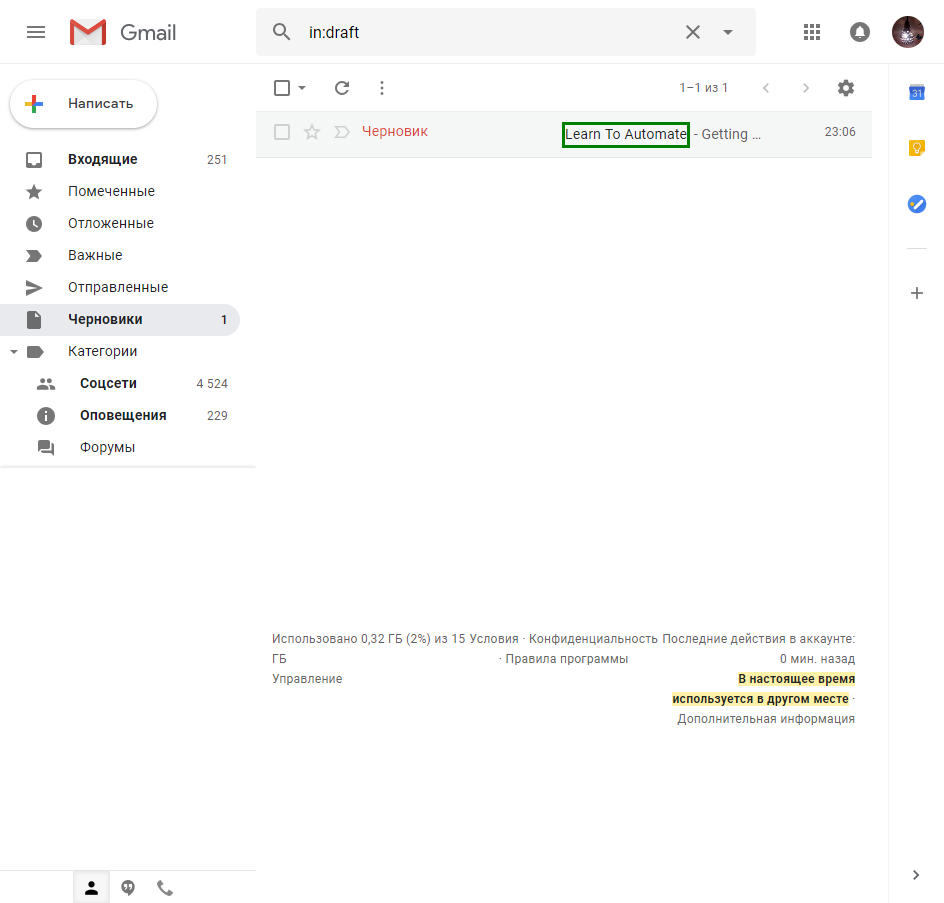 Gmail
in:draft
Написать
1–1 из 1
31
Черновик
Learn To Automate - Getting ...
23:06
Входящие 251
Помеченные
Отложенные
Важные
Отправленные
Черновики 1
Категории
Соцсети 4 524
Оповещения 229
Форумы
Использовано 0,32 ГБ (2%) из 15
ГБ
Управление
Условия · Конфиденциальность
· Правила программы
Последние действия в аккаунте:
0 мин. назад
В настоящее время
используется в другом месте ·
Дополнительная информация